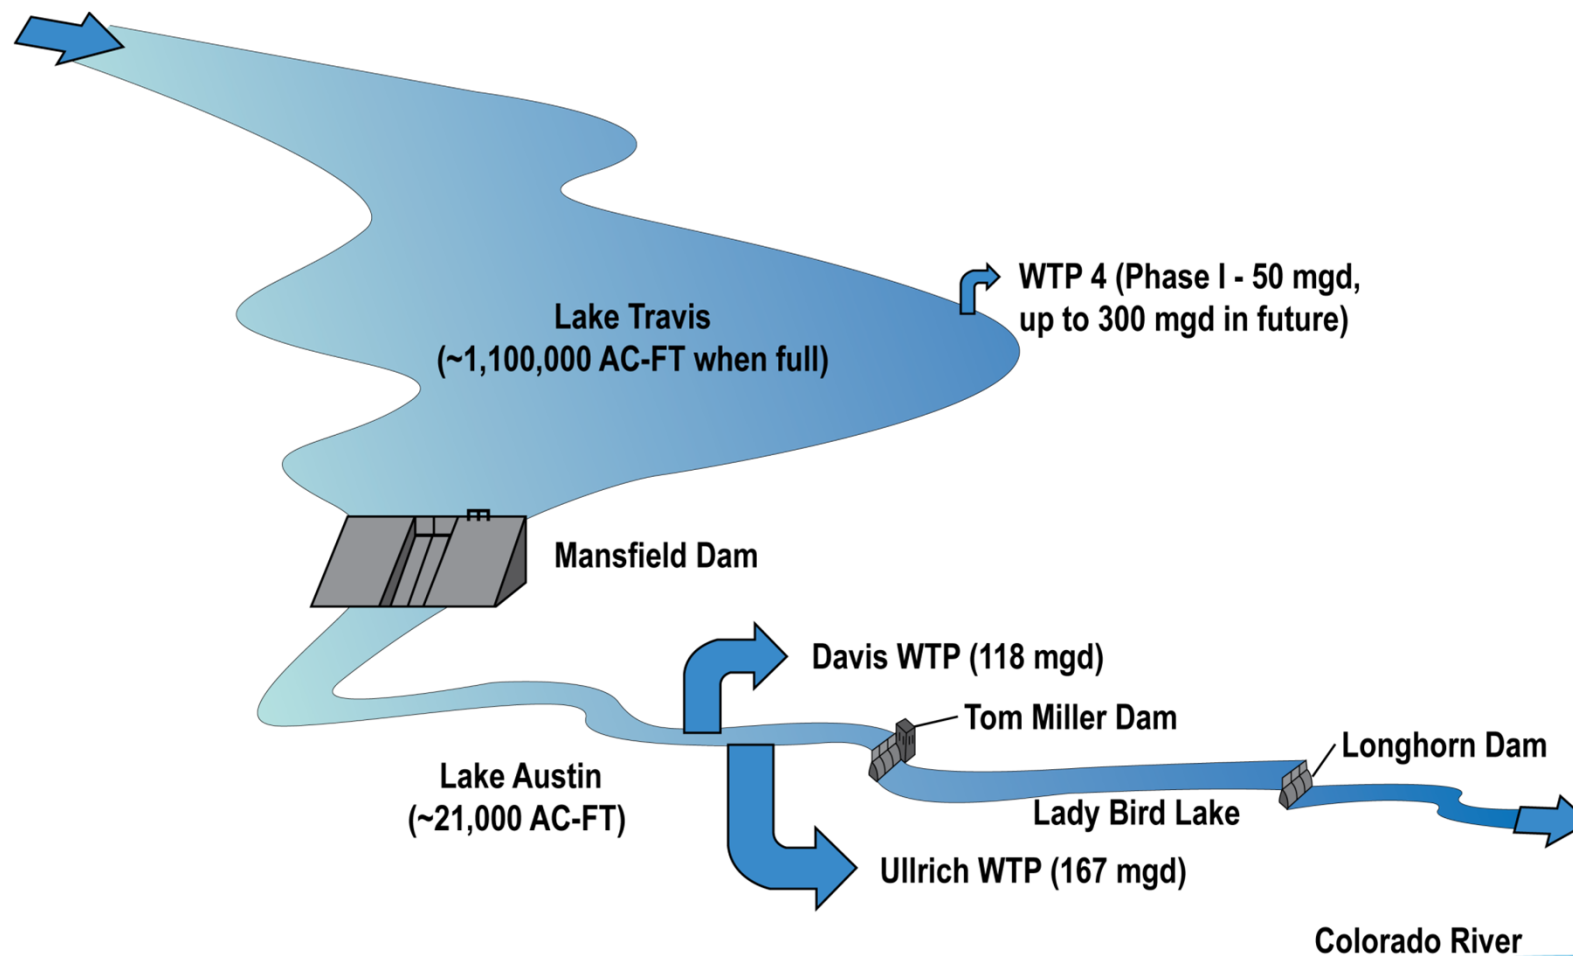 WTP 4 (Phase I - 50 mgd,
up to 300 mgd in future)
Lake Travis
(~1,100,000 AC-FT when full)
Mansfield Dam
Davis WTP (118 mgd)
Tom Miller Dam
Longhorn Dam
Lake Austin
(~21,000 AC-FT)
Lady Bird Lake
Ullrich WTP (167 mgd)
Colorado River